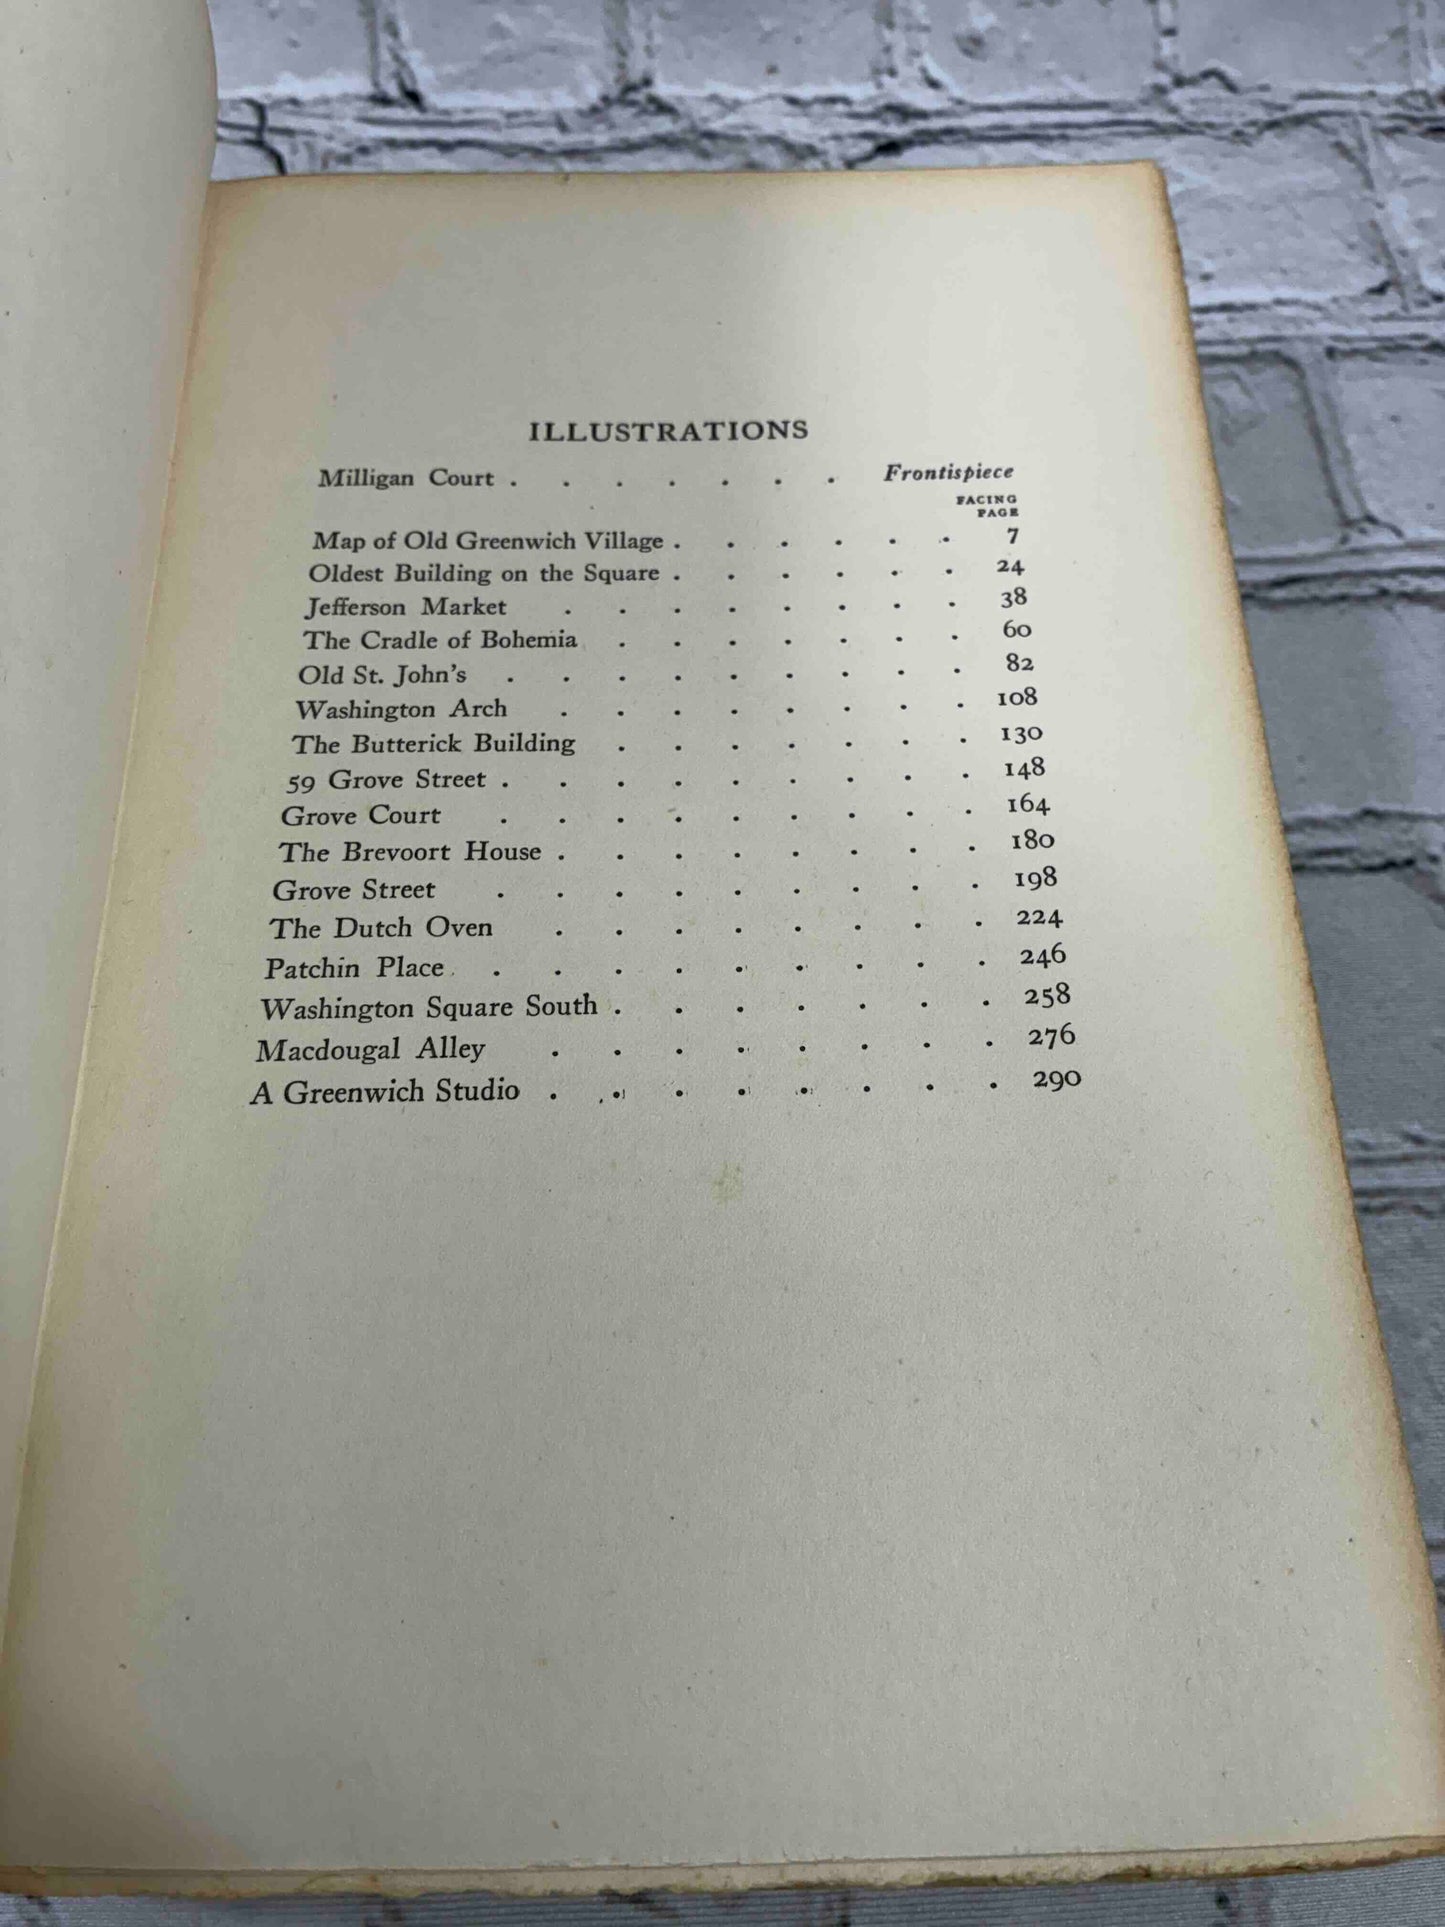 ILLUSTRATIONS
Milligan Court . . . . . . . Frontispiece
FACING
PAGE
Map of Old Greenwich Village . . . . . . 7
Oldest Building on the Square . . . . . . 24
Jefferson Market . . . . . . . . 38
The Cradle of Bohemia . . . . . . . 60
Old St. John's . . . . . . . . . 82
Washington Arch . . . . . . . . 108
The Butterick Building . . . . . . . 130
59 Grove Street . . . . . . . . . 148
Grove Court . . . . . . . . . 164
The Brevoort House . . . . . . . . 180
Grove Street . . . . . . . . . 198
The Dutch Oven . . . . . . . . 224
Patchin Place . . . . . . . . . 246
Washington Square South . . . . . . . 258
Macdougal Alley . . . . . . . . 276
A Greenwich Studio . . . . . . . . 290